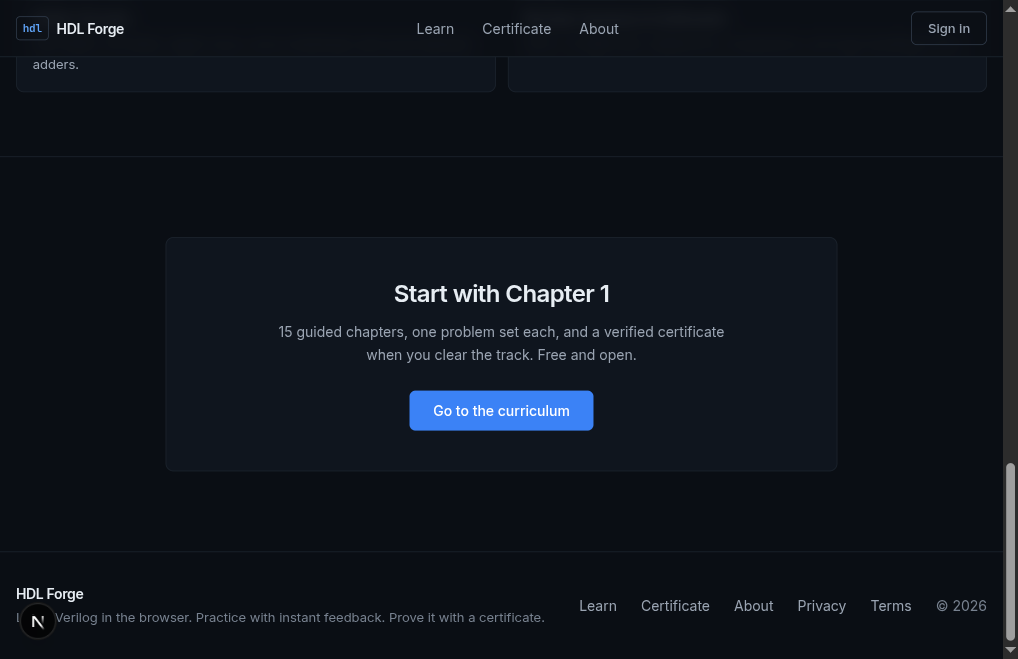 hdl HDL Forge Learn Certificate About Sign in
adders.
Start with Chapter 1
15 guided chapters, one problem set each, and a verified certificate
when you clear the track. Free and open.
Go to the curriculum
HDL Forge
Verilog in the browser. Practice with instant feedback. Prove it with a certificate.
Learn Certificate About Privacy Terms © 2026
N